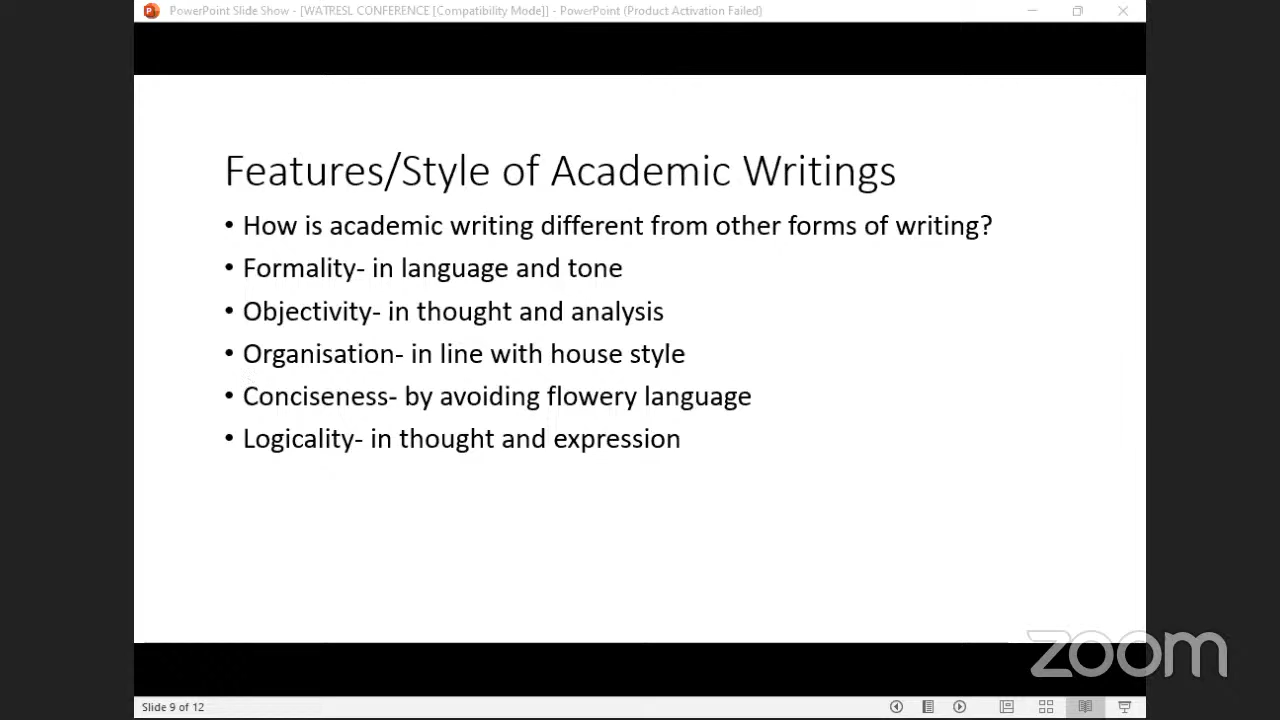 PowerPoint Slide Show - [WATRESL CONFERENCE [Compatibility Mode]] - PowerPoint (Product Activation Failed)
Features/Style of Academic Writings
• How is academic writing different from other forms of writing?
• Formality- in language and tone
• Objectivity- in thought and analysis
• Organisation- in line with house style
• Conciseness- by avoiding flowery language
• Logicality- in thought and expression
zoom
Slide 9 of 12